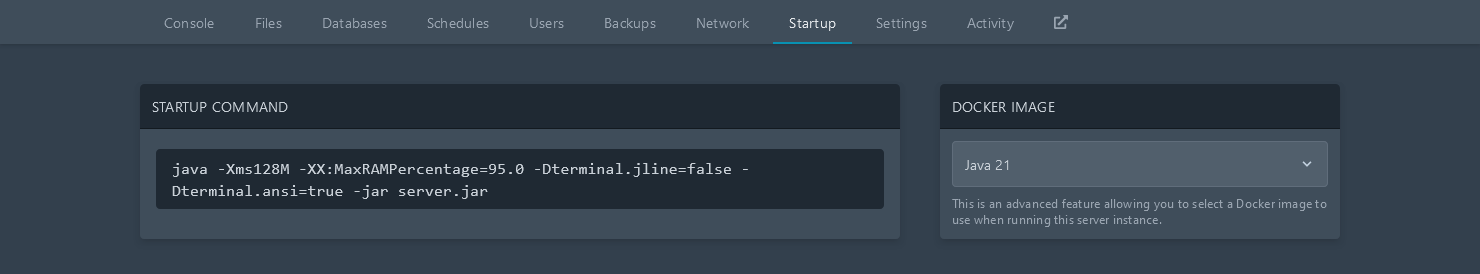 Console Files Databases Schedules Users Backups Network Startup Settings Activity
STARTUP COMMAND
java -Xms128M -XX:MaxRAMPercentage=95.0 -Dterminal.jline=false -
Dterminal.ansi=true -jar server.jar
DOCKER IMAGE
Java 21
This is an advanced feature allowing you to select a Docker image to
use when running this server instance.